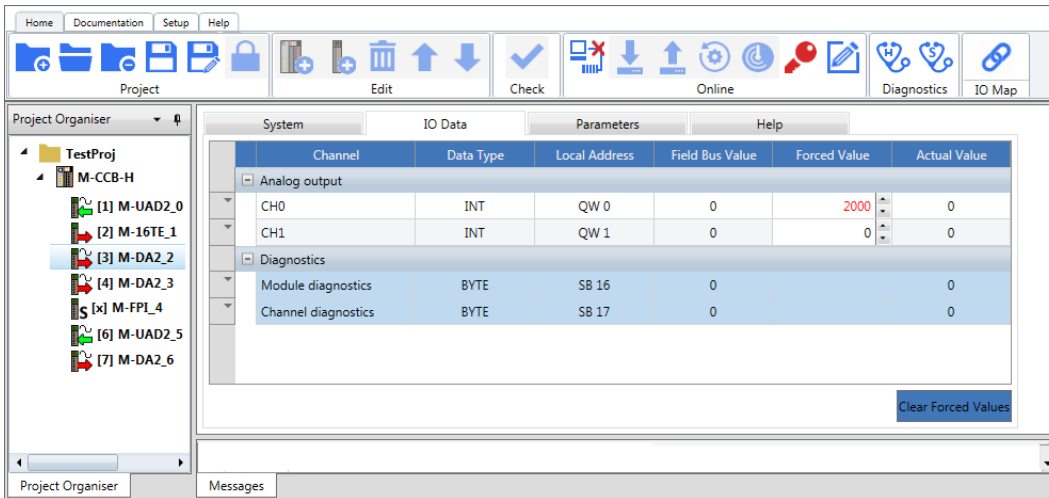 Home Documentation Setup Help
Project Edit Check Online Diagnostics IO Map
Project Organiser
TestProj
M-CCB-H
[1] M-UAD2_0
[2] M-16TE_1
[3] M-DA2_2
[4] M-DA2_3
S [x] M-FPI_4
[6] M-UAD2_5
[7] M-DA2_6
Project Organiser
System IO Data Parameters Help
Channel Data Type Local Address Field Bus Value Forced Value Actual Value
Analog output
CH0 INT QW 0 0 2000 0
CH1 INT QW 1 0 0 0
Diagnostics
Module diagnostics BYTE SB 16 0 0
Channel diagnostics BYTE SB 17 0 0
Clear Forced Values
Messages